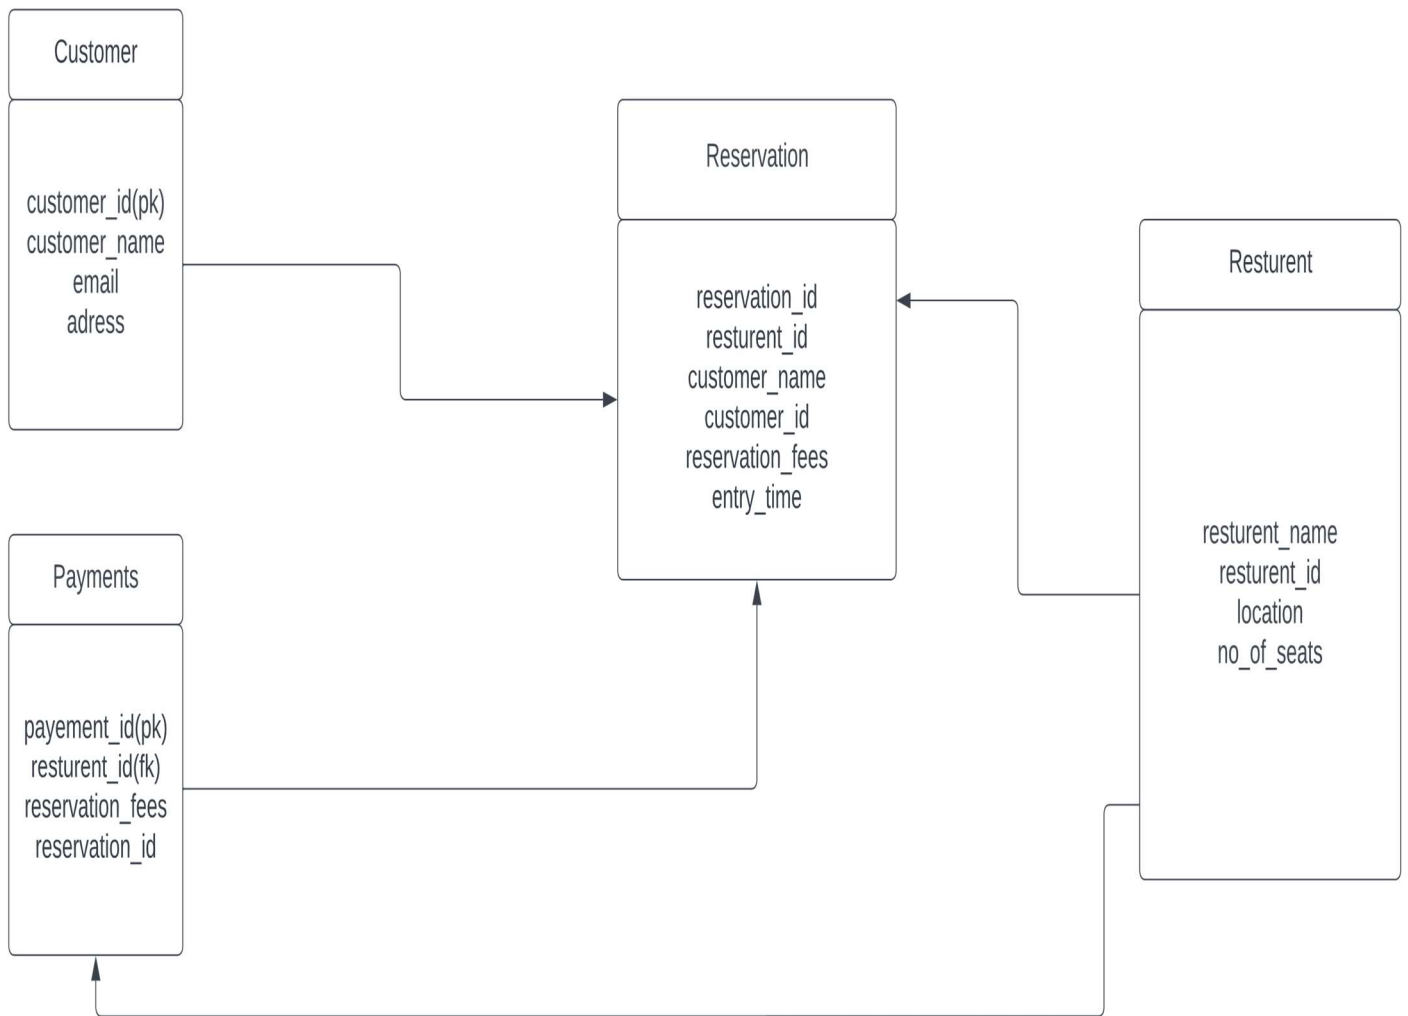 Customer
customer_id(pk)
customer_name
email
adress
Reservation
reservation_id
resturent_id
customer_name
customer_id
reservation_fees
entry_time
Resturent
resturent_name
resturent_id
location
no_of_seats
Payments
payement_id(pk)
resturent_id(fk)
reservation_fees
reservation_id